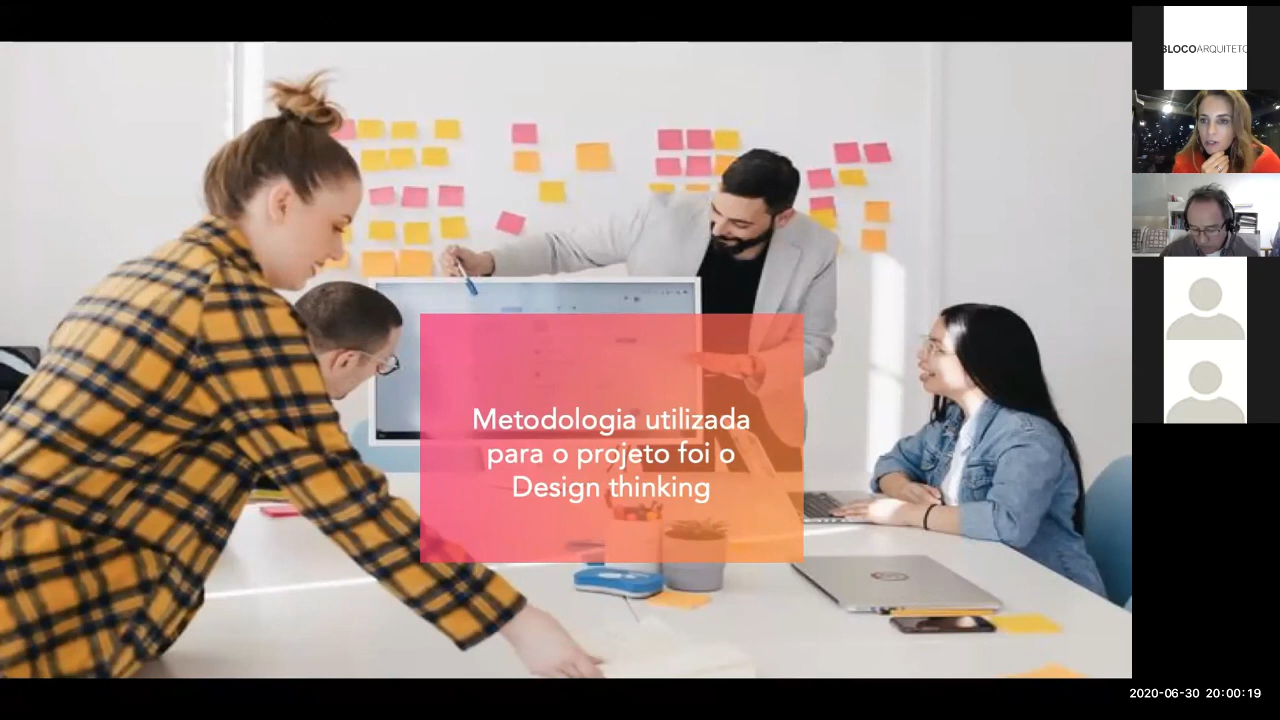 Metodologia utilizada
para o projeto foi o
Design thinking
BLOCOARQUITETO
2020-06-30 20:00:19